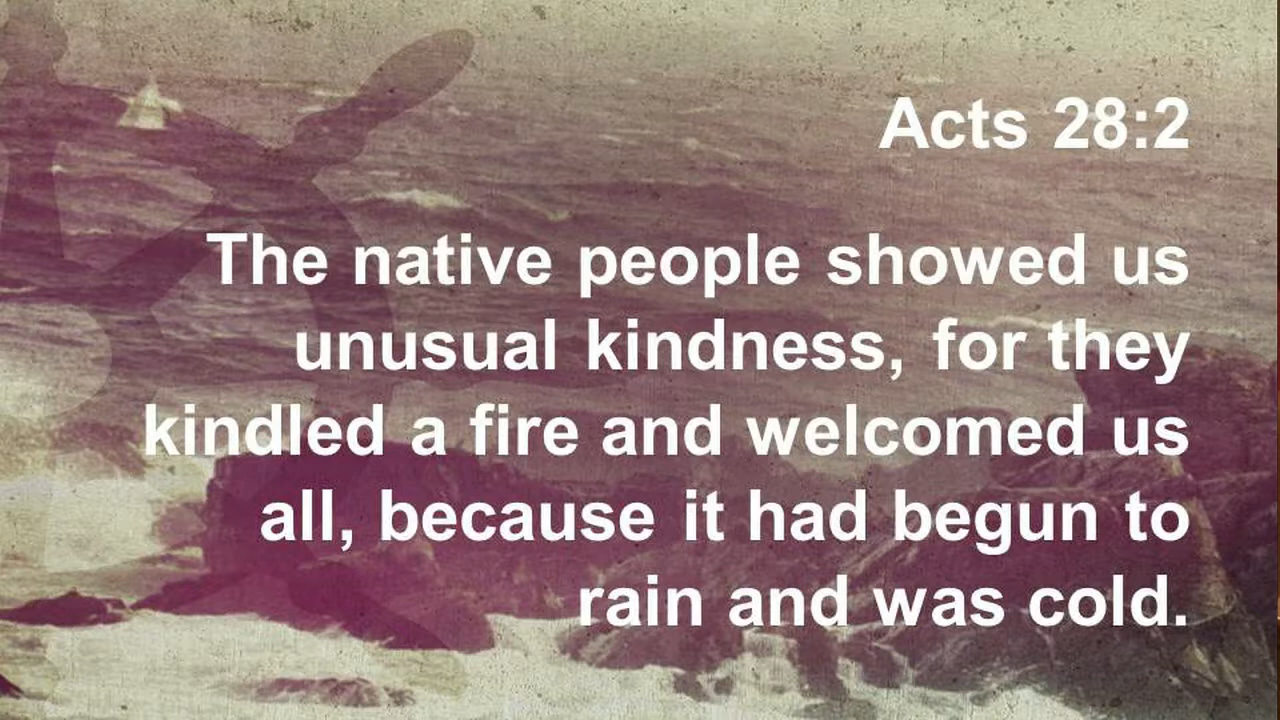 Acts 28:2
The native people showed us
unusual kindness, for they
kindled a fire and welcomed us
all, because it had begun to
rain and was cold.